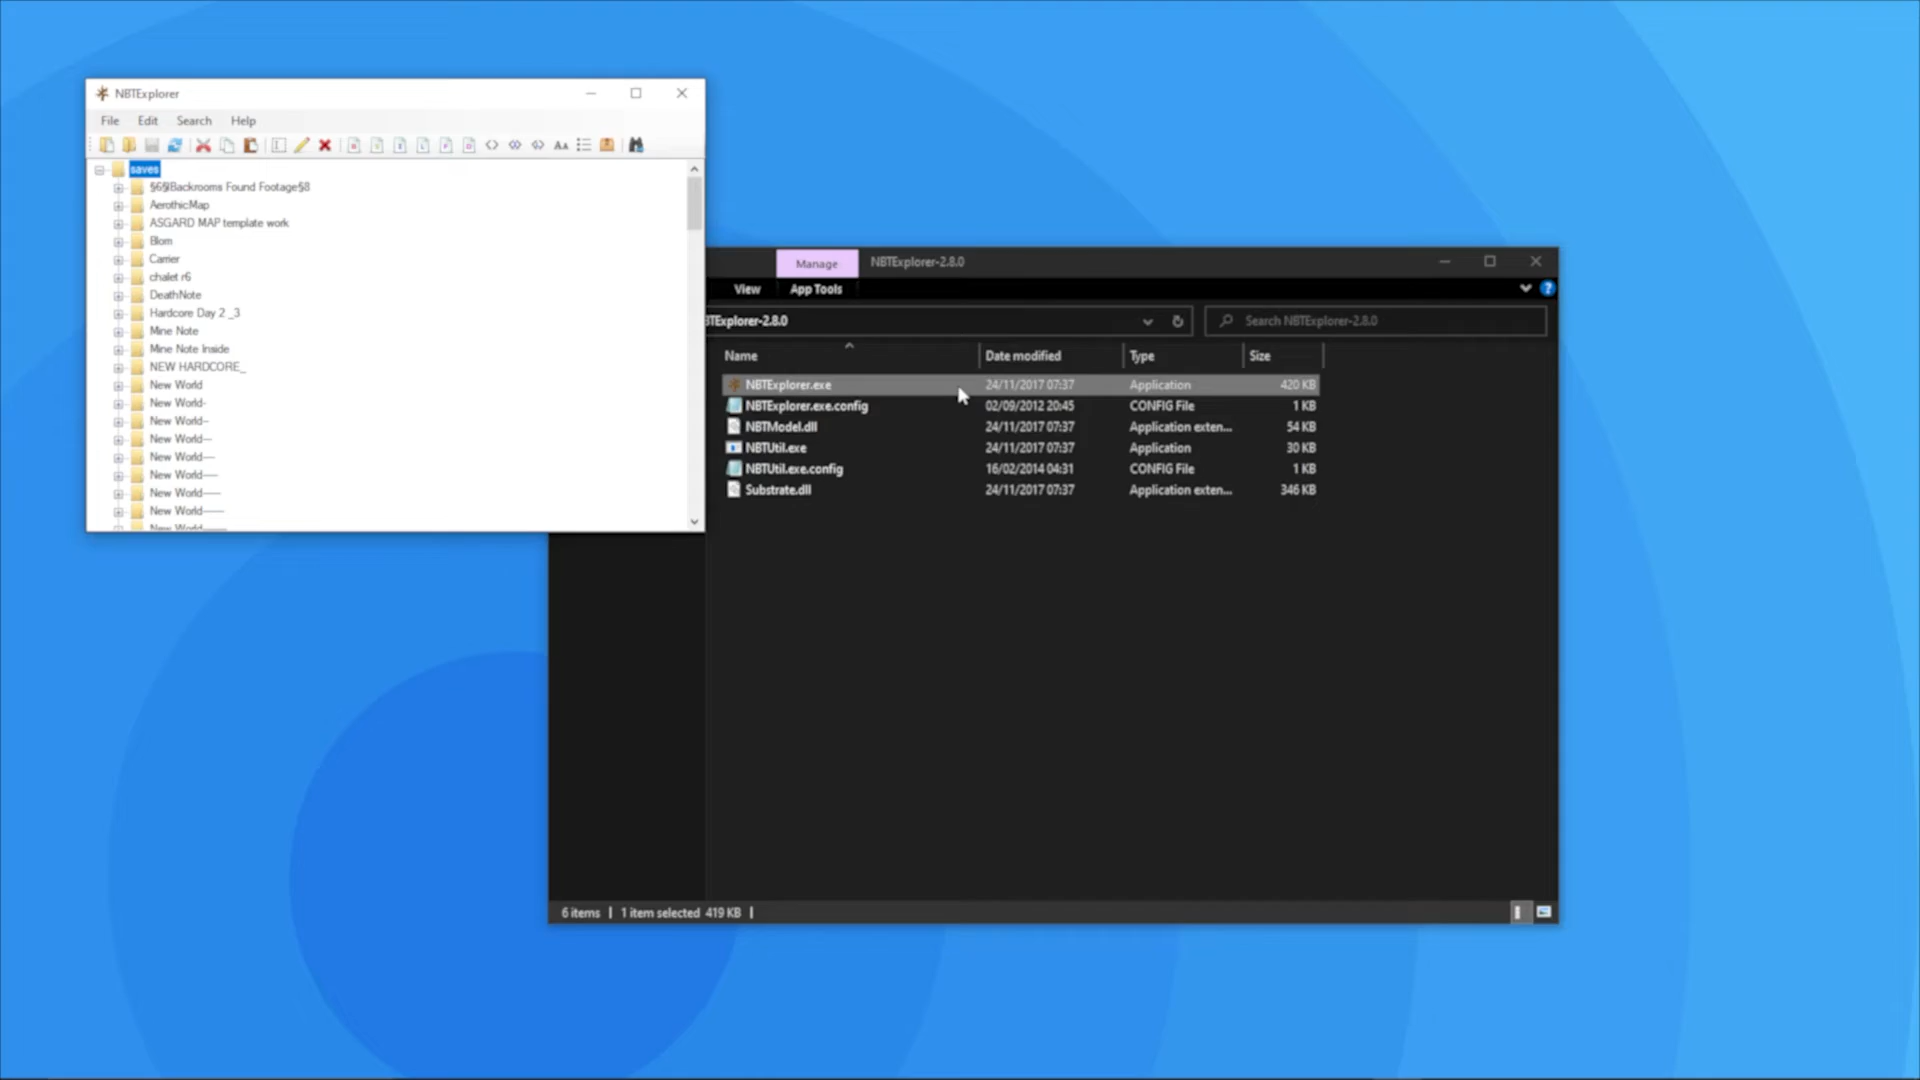 NBTExplorer
File Edit Search Help
saves
§6§lBackrooms Found Footage§8
AerothicMap
ASGARD MAP template work
Blom
Carrier
chalet r6
DeathNote
Hardcore Day 2 _3
Mine Note
Mine Note Inside
NEW HARDCORE_
New World
New World-
New World--
New World---
New World----
New World-----
New World------
New World-------
New World--------
Manage NBTExplorer-2.8.0
View App Tools
BTExplorer-2.8.0 Search NBTExplorer-2.8.0
Name Date modified Type Size
NBTExplorer.exe 24/11/2017 07:37 Application 420 KB
NBTExplorer.exe.config 02/09/2012 20:45 CONFIG File 1 KB
NBTModel.dll 24/11/2017 07:37 Application exten... 54 KB
NBTUtil.exe 24/11/2017 07:37 Application 30 KB
NBTUtil.exe.config 16/02/2014 04:31 CONFIG File 1 KB
Substrate.dll 24/11/2017 07:37 Application exten... 346 KB
6 items 1 item selected 419 KB